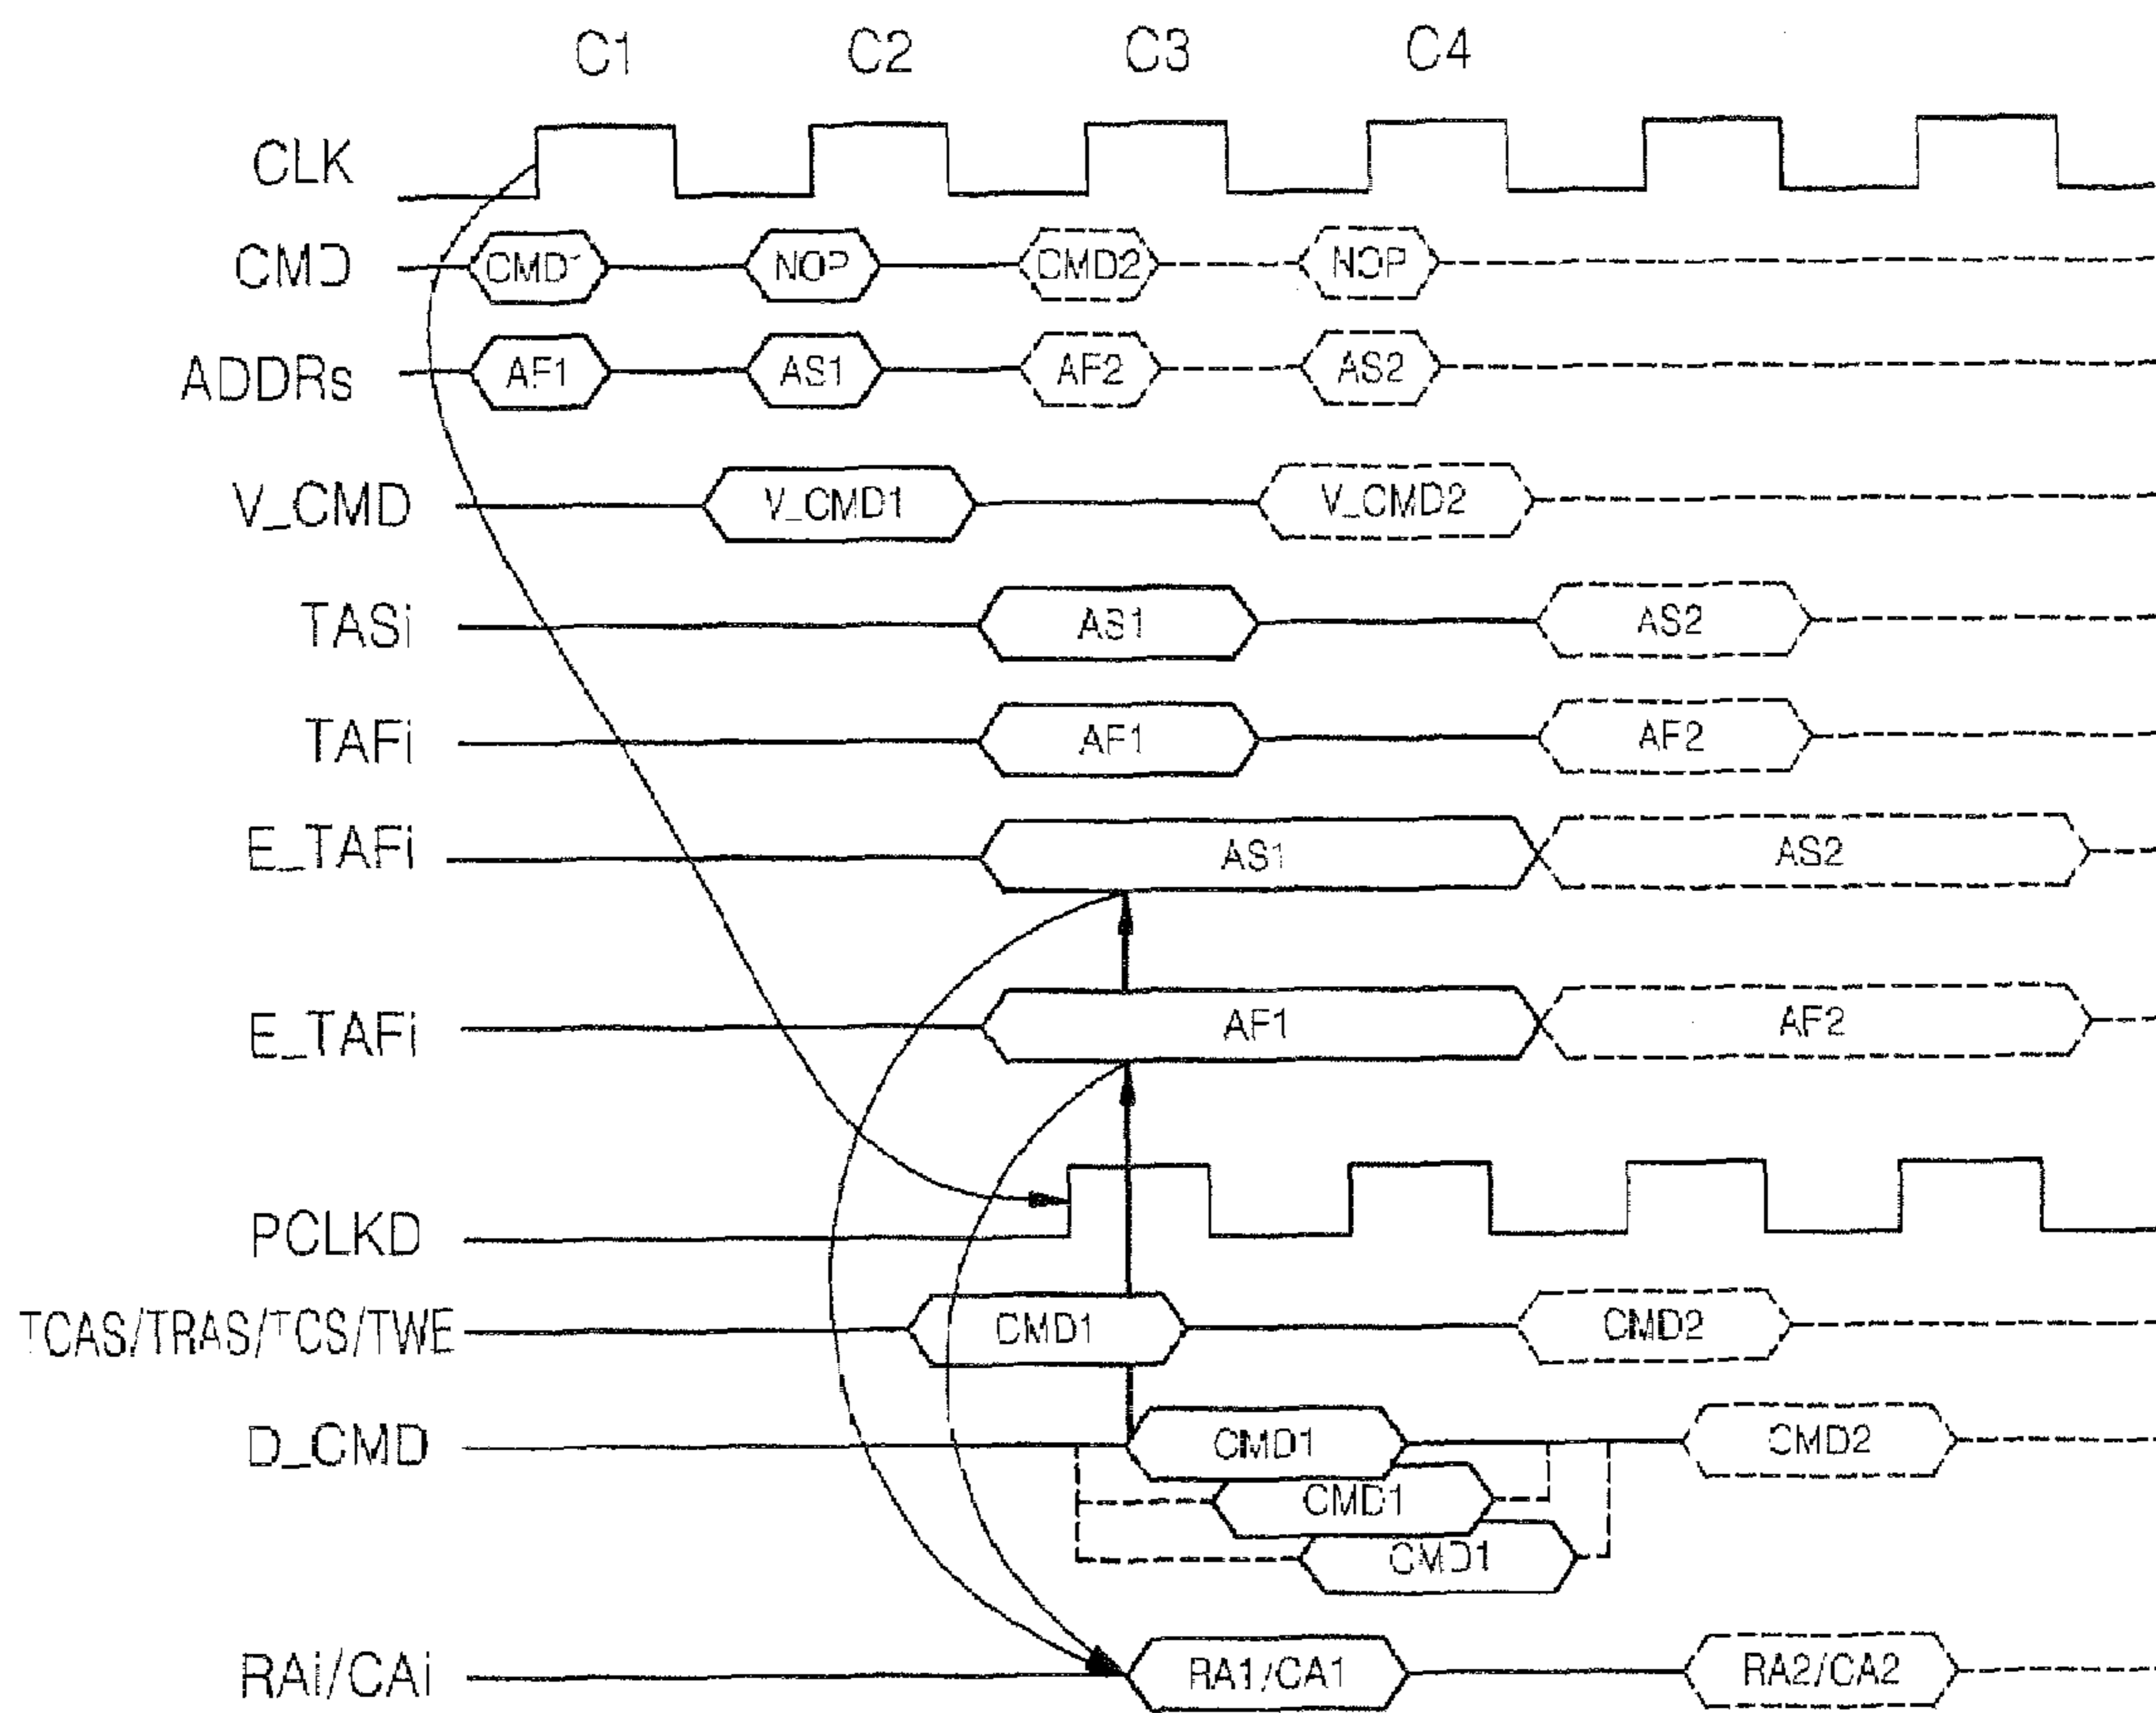 C1 C2 C3 C4
CLK
CMD CMD1 NOP CMD2 NOP
ADDRs AF1 AS1 AF2 AS2
V_CMD V_CMD1 V_CMD2
TASi AS1 AS2
TAFi AF1 AF2
E_TAFi AS1 AS2
E_TAFi AF1 AF2
PCLKD
TCAS/TRAS/TCS/TWE CMD1 CMD2
D_CMD CMD1 CMD2
CMD1
CMD1
RAi/CAi RA1/CA1 RA2/CA2